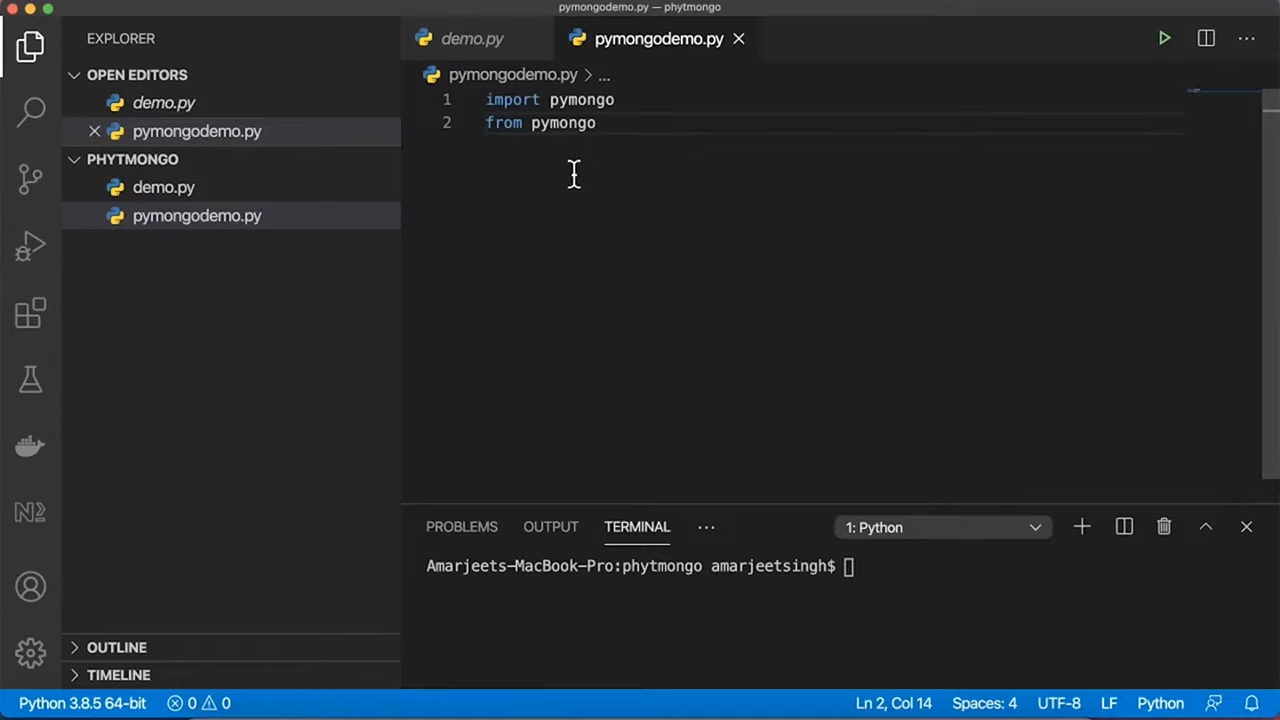 pymongodemo.py — phytmongo
EXPLORER
OPEN EDITORS
demo.py
pymongodemo.py
PHYTMONGO
demo.py
pymongodemo.py
OUTLINE
TIMELINE
demo.py
pymongodemo.py
pymongodemo.py > ...
1 import pymongo
2 from pymongo
PROBLEMS OUTPUT TERMINAL ... 1: Python
Amarjeets-MacBook-Pro:phytmongo amarjeetsingh$
Python 3.8.5 64-bit 0 0 Ln 2, Col 14 Spaces: 4 UTF-8 LF Python